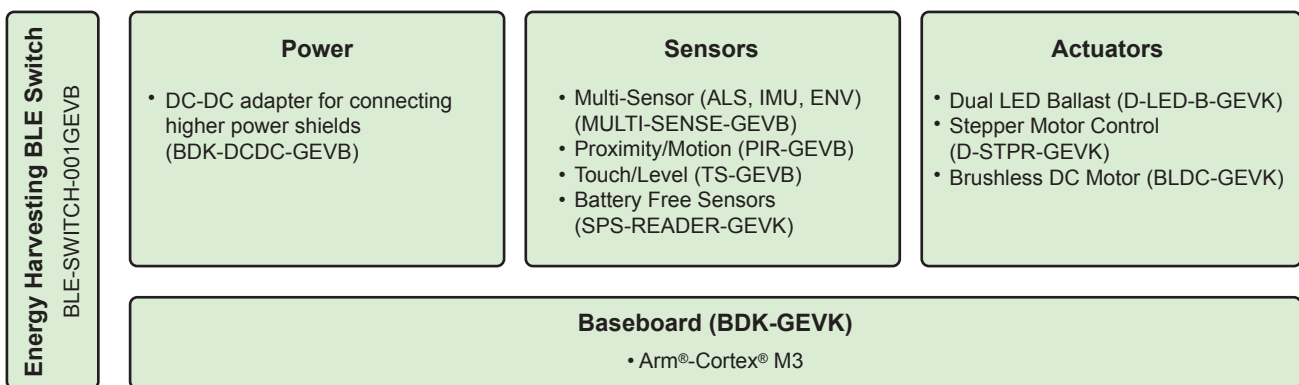 Energy Harvesting BLE Switch
BLE-SWITCH-001GEVB
Power
• DC-DC adapter for connecting
higher power shields
(BDK-DCDC-GEVB)
Sensors
• Multi-Sensor (ALS, IMU, ENV)
(MULTI-SENSE-GEVB)
• Proximity/Motion (PIR-GEVB)
• Touch/Level (TS-GEVB)
• Battery Free Sensors
(SPS-READER-GEVK)
Actuators
• Dual LED Ballast (D-LED-B-GEVK)
• Stepper Motor Control
(D-STPR-GEVK)
• Brushless DC Motor (BLDC-GEVK)
Baseboard (BDK-GEVK)
• Arm®-Cortex® M3